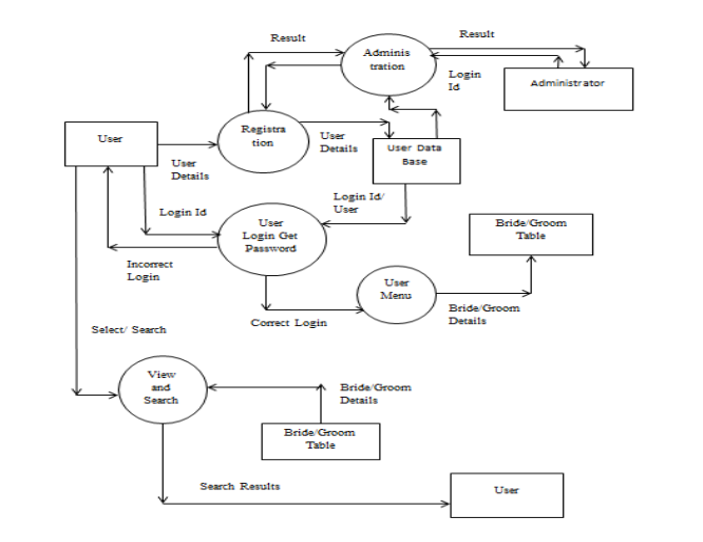 Result
Result
Adminis
tration
Login
Id
Administrator
User
Registra
tion
User
Details
User
Details
User Data
Base
Login Id
Login Id/
User
User
Login Get
Password
Bride/Groom
Table
Incorrect
Login
User
Menu
Correct Login
Bride/Groom
Details
Select/ Search
View
and
Search
Bride/Groom
Details
Bride/Groom
Table
Search Results
User